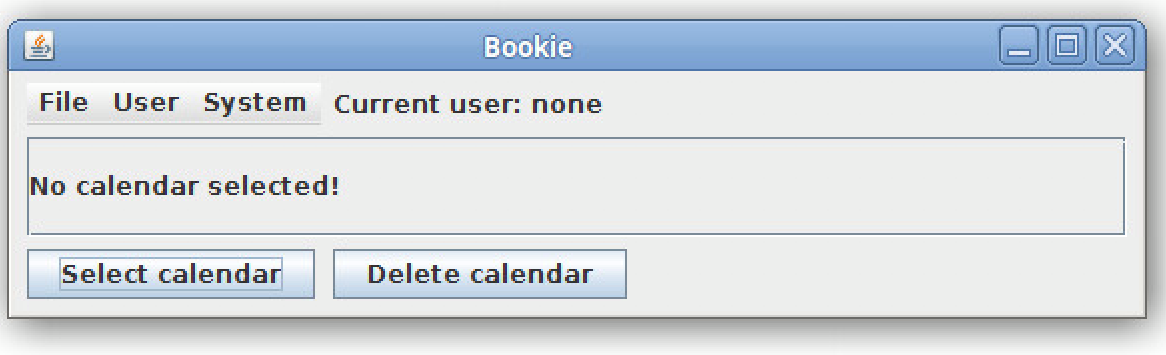 Bookie
File User System Current user: none
No calendar selected!
Select calendar Delete calendar